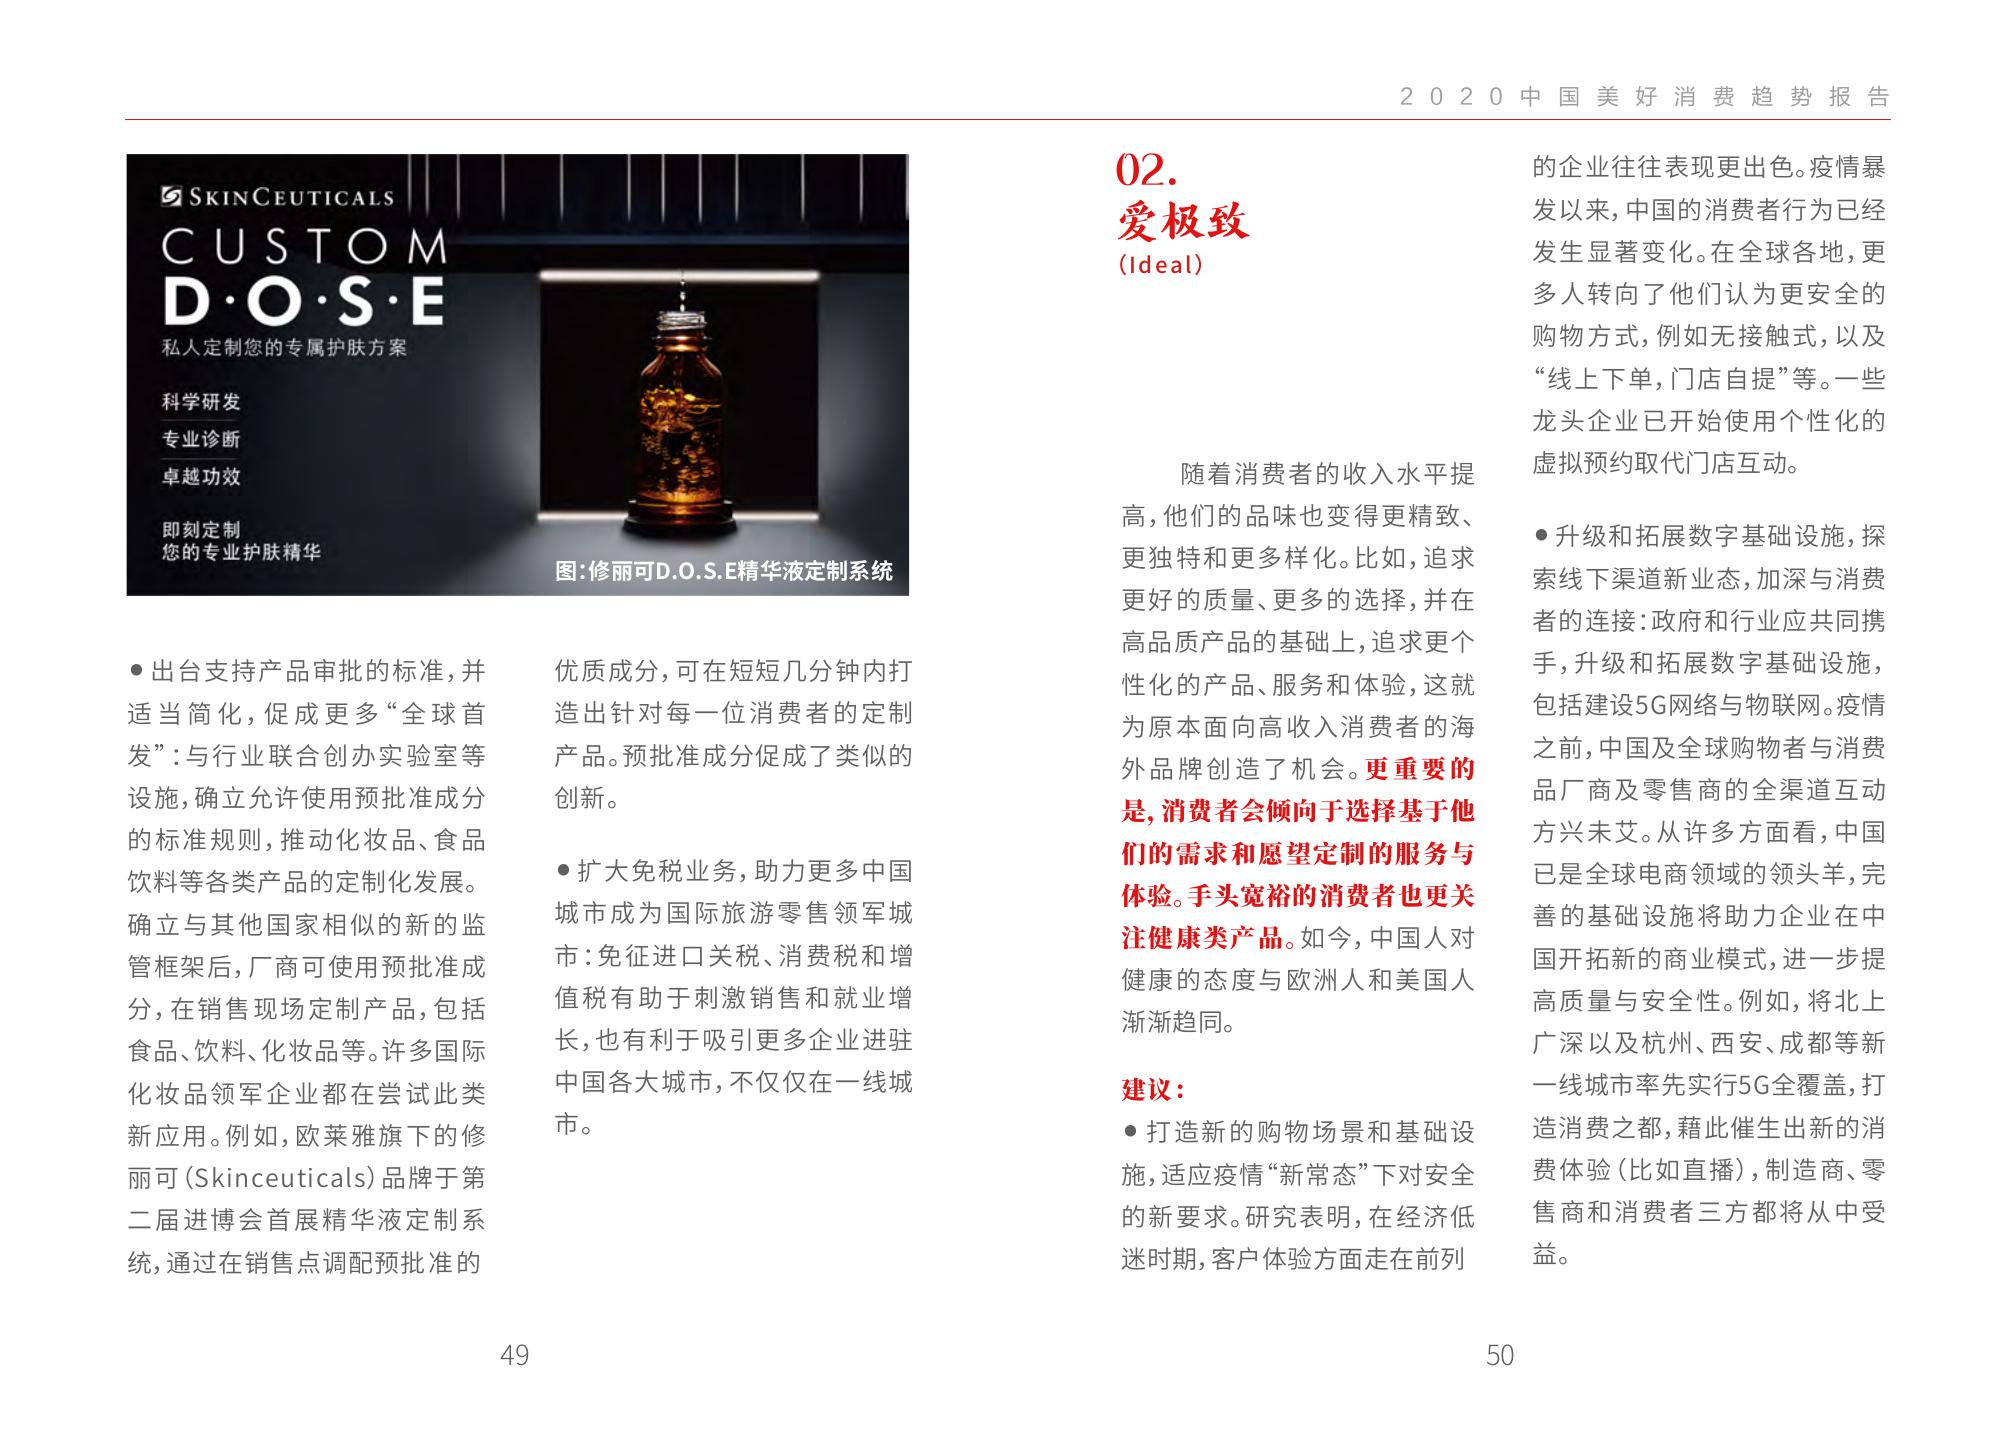 2020中国美好消费趋势报告
SKINCEUTICALS
CUSTOM
D·O·S·E
私人定制您的专属护肤方案
科学研发
专业诊断
卓越功效
即刻定制
您的专业护肤精华
图:修丽可D.O.S.E精华液定制系统
●出台支持产品审批的标准，并
适当简化，促成更多“全球首
发”：与行业联合创办实验室等
设施，确立允许使用预批准成分
的标准规则，推动化妆品、食品
饮料等各类产品的定制化发展。
确立与其他国家相似的新的监
管框架后，厂商可使用预批准成
分，在销售现场定制产品，包括
食品、饮料、化妆品等。许多国际
化妆品领军企业都在尝试此类
新应用。例如，欧莱雅旗下的修
丽可（Skinceuticals）品牌于第
二届进博会首展精华液定制系
统，通过在销售点调配预批准的
优质成分，可在短短几分钟内打
造出针对每一位消费者的定制
产品。预批准成分促成了类似的
创新。
●扩大免税业务，助力更多中国
城市成为国际旅游零售领军城
市：免征进口关税、消费税和增
值税有助于刺激销售和就业增
长，也有利于吸引更多企业进驻
中国各大城市，不仅仅在一线城
市。
49
02.
爱极致
（Ideal）
随着消费者的收入水平提
高，他们的品味也变得更精致、
更独特和更多样化。比如，追求
更好的质量、更多的选择，并在
高品质产品的基础上，追求更个
性化的产品、服务和体验，这就
为原本面向高收入消费者的海
外品牌创造了机会。更重要的
是，消费者会倾向于选择基于他
们的需求和愿望定制的服务与
体验。手头宽裕的消费者也更关
注健康类产品。如今，中国人对
健康的态度与欧洲人和美国人
渐渐趋同。
建议：
●打造新的购物场景和基础设
施，适应疫情“新常态”下对安全
的新要求。研究表明，在经济低
迷时期，客户体验方面走在前列
的企业往往表现更出色。疫情暴
发以来，中国的消费者行为已经
发生显著变化。在全球各地，更
多人转向了他们认为更安全的
购物方式，例如无接触式，以及
“线上下单，门店自提”等。一些
龙头企业已开始使用个性化的
虚拟预约取代门店互动。
●升级和拓展数字基础设施，探
索线下渠道新业态，加深与消费
者的连接：政府和行业应共同携
手，升级和拓展数字基础设施，
包括建设5G网络与物联网。疫情
之前，中国及全球购物者与消费
品厂商及零售商的全渠道互动
方兴未艾。从许多方面看，中国
已是全球电商领域的领头羊，完
善的基础设施将助力企业在中
国开拓新的商业模式，进一步提
高质量与安全性。例如，将北上
广深以及杭州、西安、成都等新
一线城市率先实行5G全覆盖，打
造消费之都，藉此催生出新的消
费体验（比如直播），制造商、零
售商和消费者三方都将从中受
益。
50